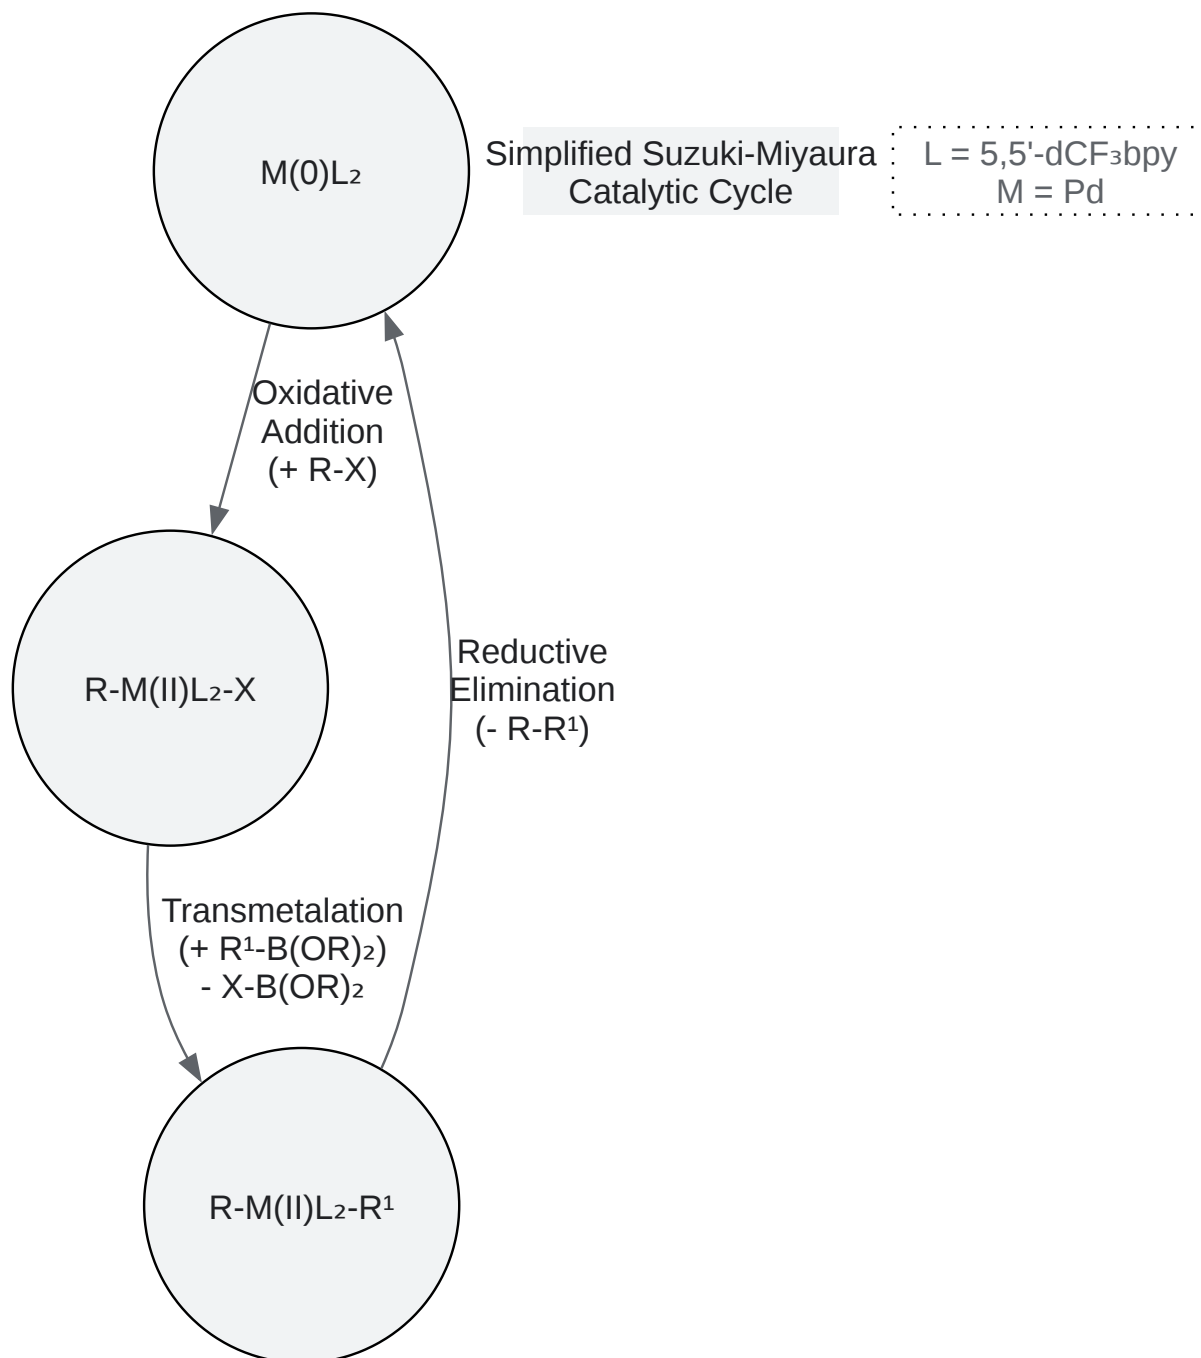 M(0)L₂
Simplified Suzuki-Miyaura
Catalytic Cycle
L = 5,5'-dCF₃bpy
M = Pd
Oxidative
Addition
(+ R-X)
R-M(II)L₂-X
Reductive
Elimination
(- R-R¹)
Transmetalation
(+ R¹-B(OR)₂)
- X-B(OR)₂
R-M(II)L₂-R¹